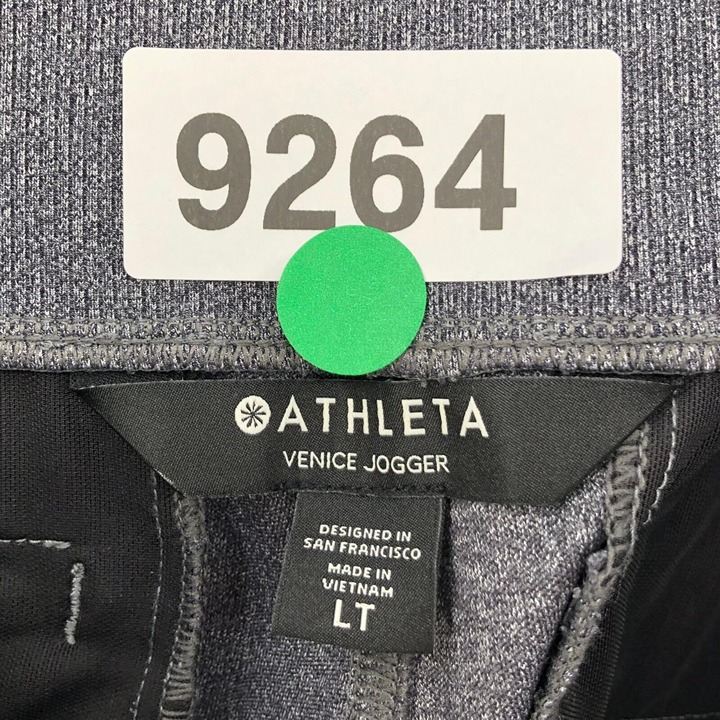 9264
ATHLETA
VENICE JOGGER
DESIGNED IN
SAN FRANCISCO
MADE IN
VIETNAM
LT